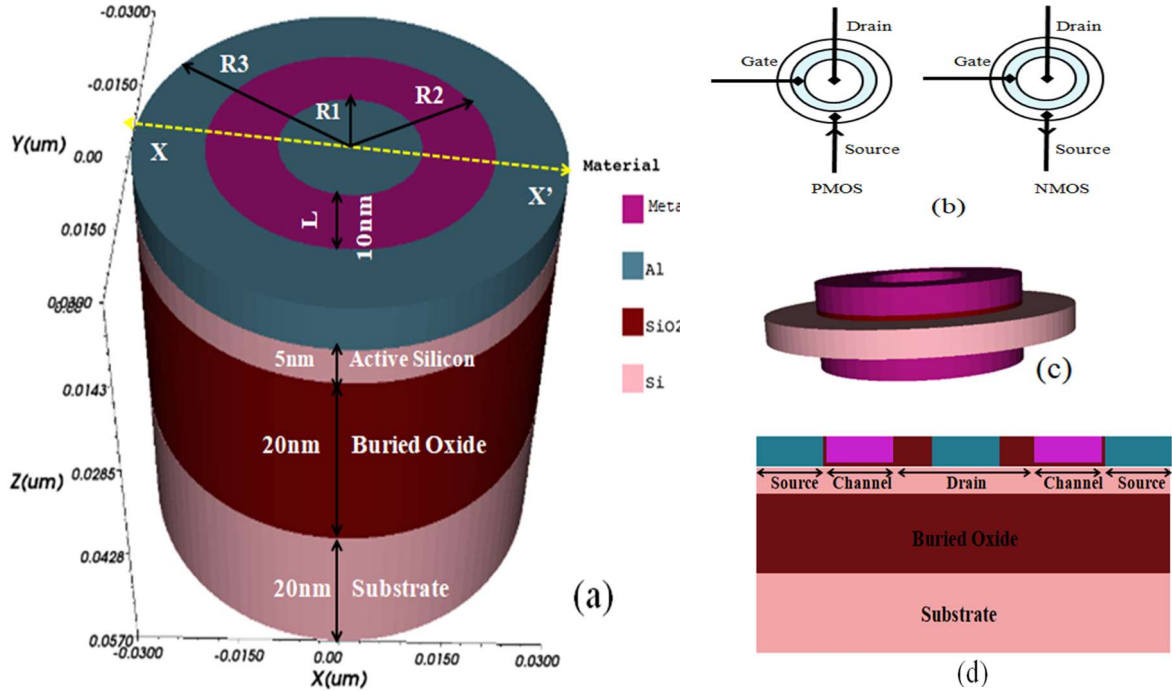 -0.0300
-0.0150
Y(um)
0.00
0.0150
0.0300
0.0143
0.0285
Z(um)
0.0428
0.0570
-0.0300
-0.0150
0.00
0.0150
0.0300
X(um)
R3
R1
R2
X
X'
L
10nm
5nm
Active Silicon
20nm
Buried Oxide
20nm
Substrate
(a)
Material
Meta
Al
SiO2
Si
Drain
Gate
Source
PMOS
Drain
Gate
Source
NMOS
(b)
(c)
Source
Channel
Drain
Channel
Source
Buried Oxide
Substrate
(d)